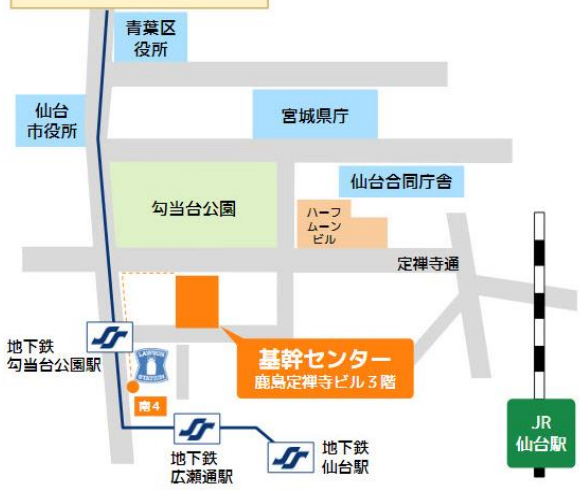 青葉区
役所
仙台
市役所
宮城県庁
仙台合同庁舎
勾当台公園
ハーフ
ムーン
ビル
定禅寺通
地下鉄
勾当台公園駅
LAWSON
STATION
基幹センター
鹿島定禅寺ビル3階
南4
JR
仙台駅
地下鉄
広瀬通駅
地下鉄
仙台駅